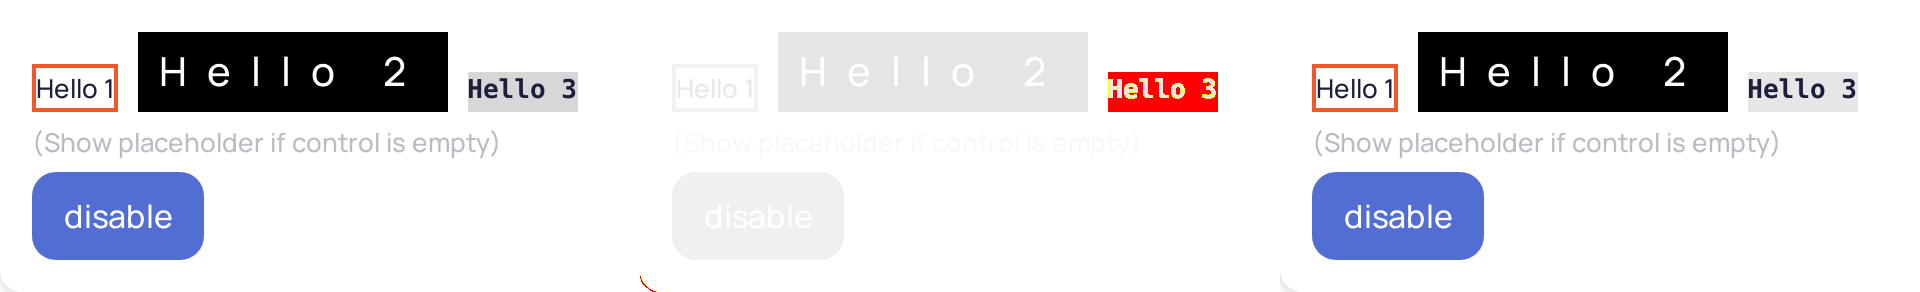 Hello 1 Hello 2 Hello 3 Hello 1 Hello 2 Hello 3 Hello 1 Hello 2 Hello 3
(Show placeholder if control is empty) (Show placeholder if control is empty) (Show placeholder if control is empty)
disable disable disable